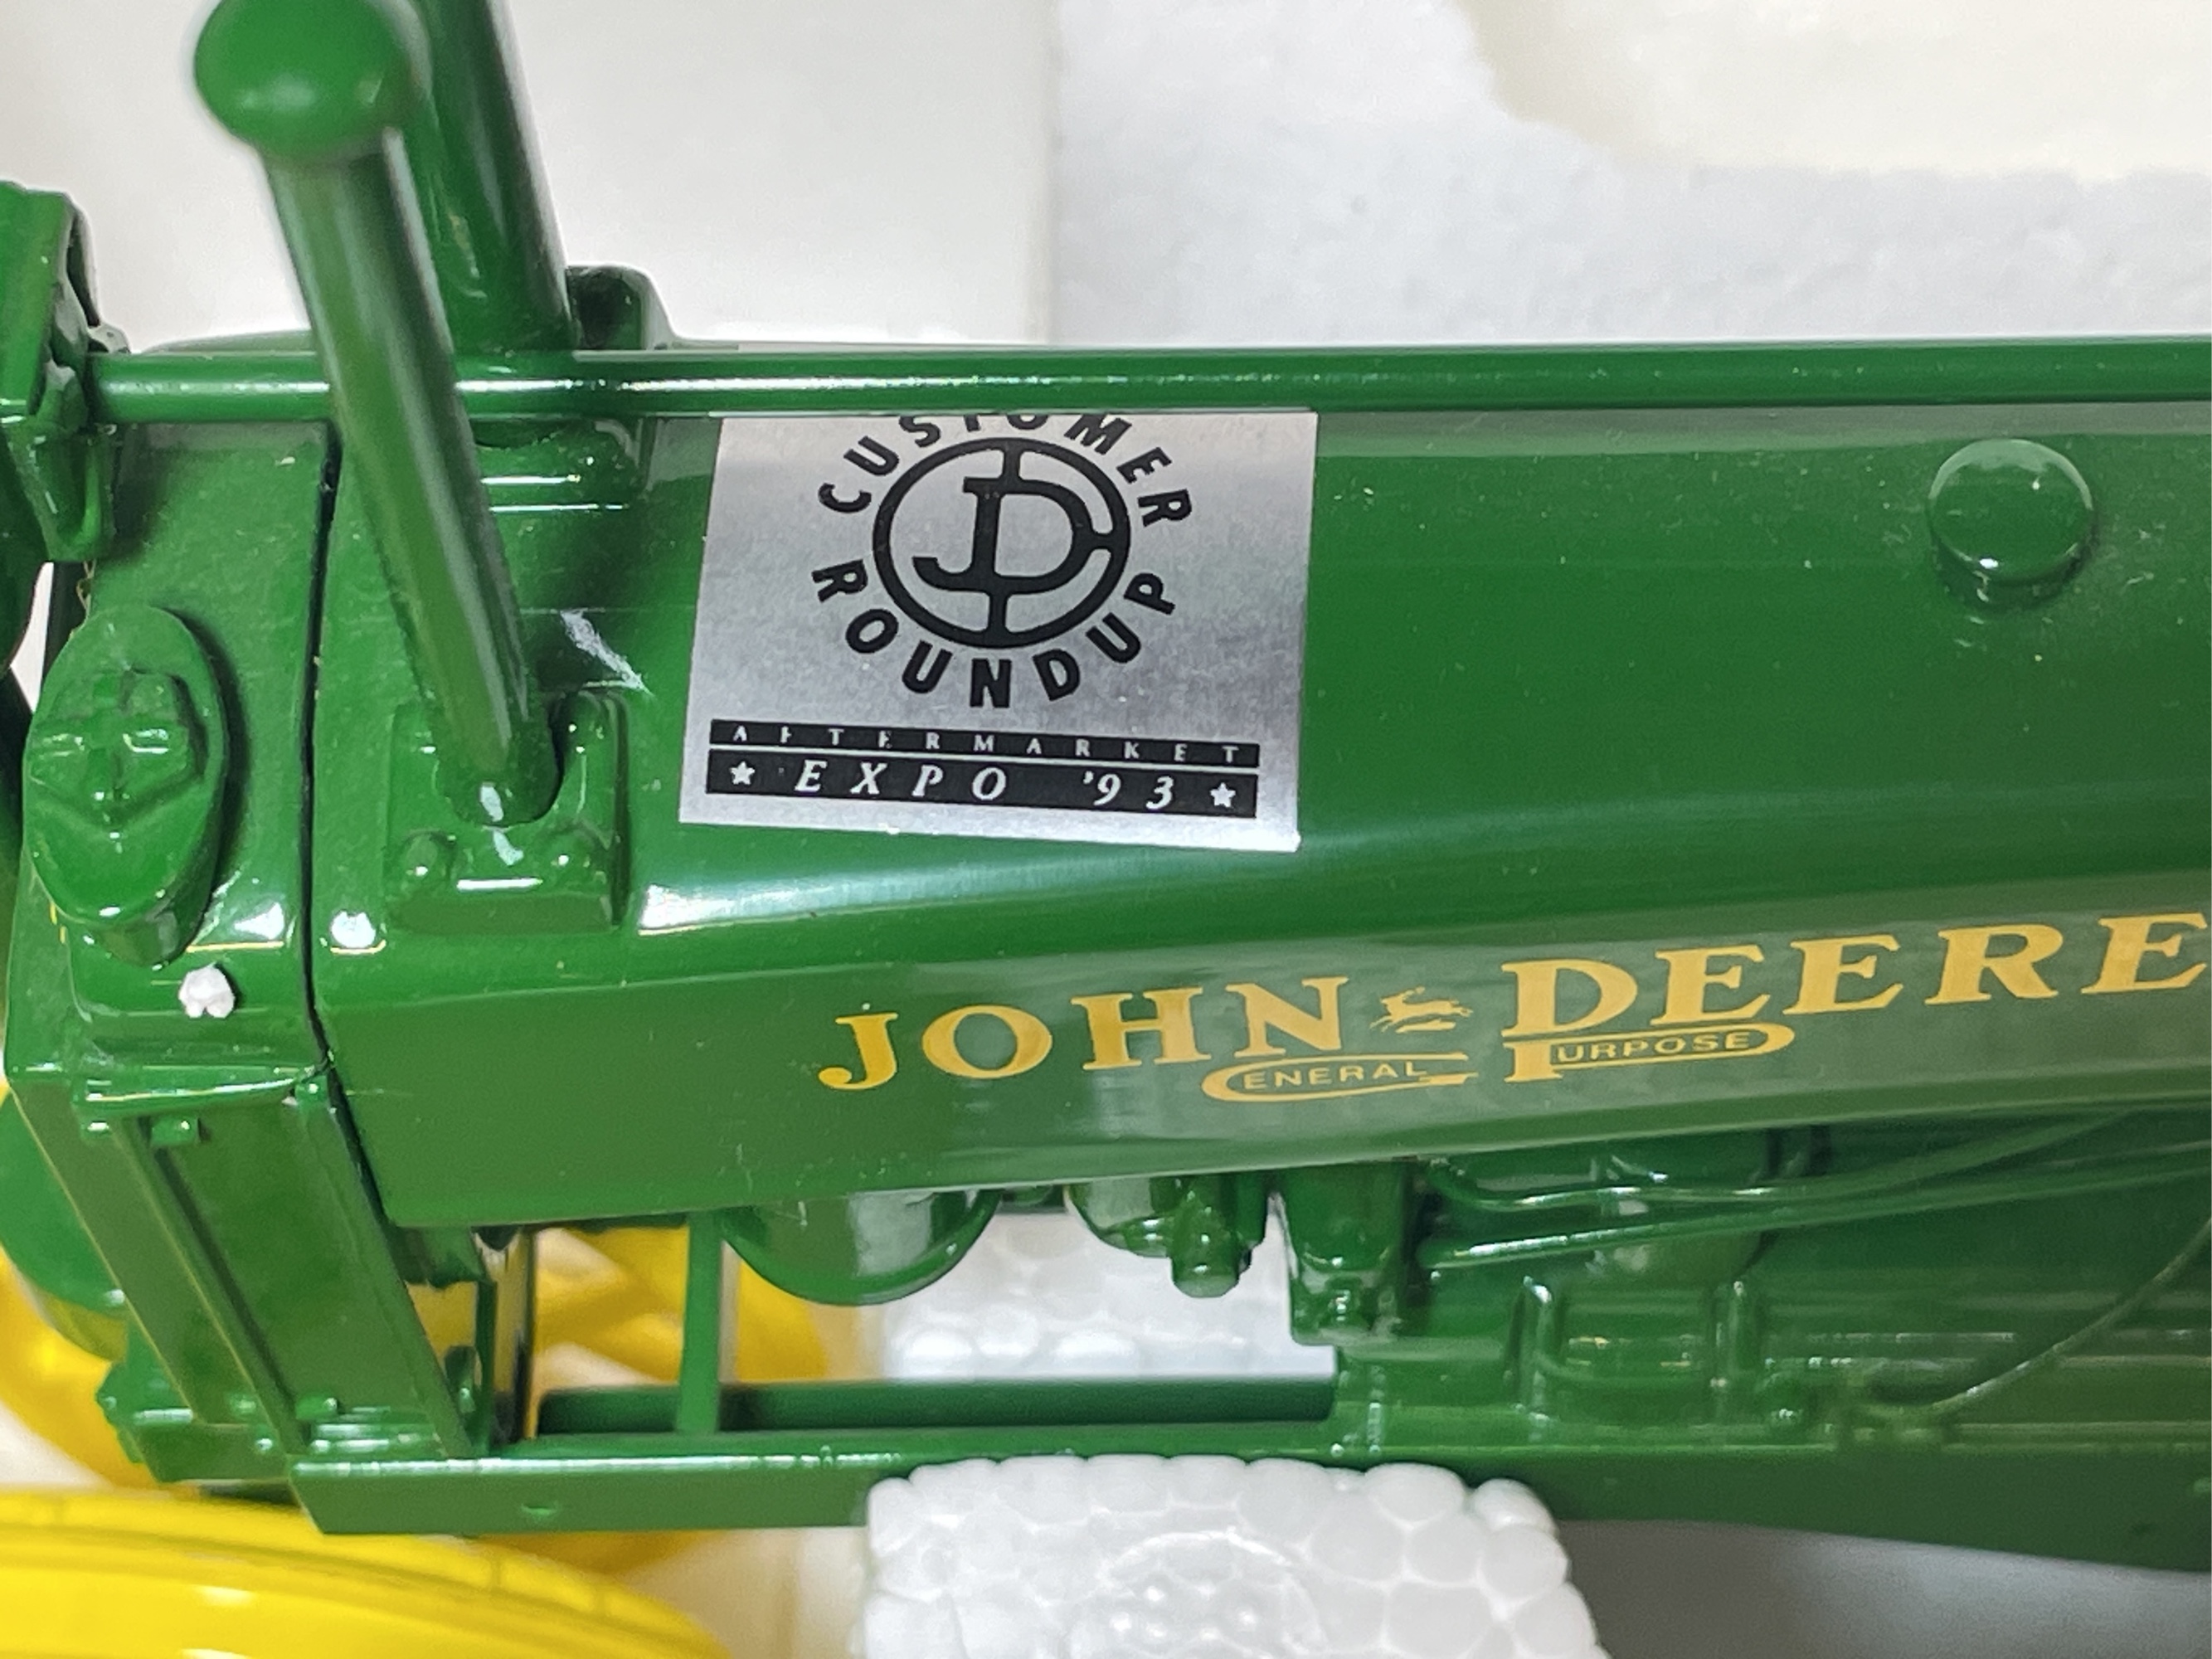 CUSTOMER
JD
ROUNDUP
AFTERMARKET
★ EXPO '93 ★
JOHN DEERE
GENERAL PURPOSE